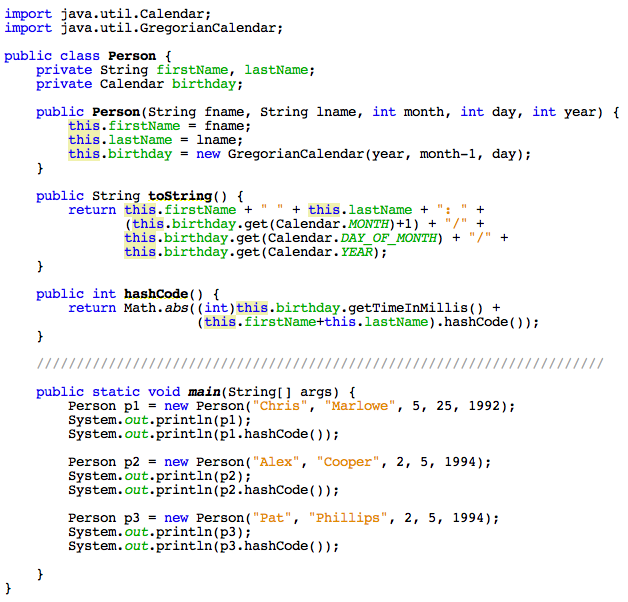 import java.util.Calendar;
import java.util.GregorianCalendar;

public class Person {
    private String firstName, lastName;
    private Calendar birthday;

    public Person(String fname, String lname, int month, int day, int year) {
        this.firstName = fname;
        this.lastName = lname;
        this.birthday = new GregorianCalendar(year, month-1, day);
    }

    public String toString() {
        return this.firstName + " " + this.lastName + ": " +
               (this.birthday.get(Calendar.MONTH)+1) + "/" +
               this.birthday.get(Calendar.DAY_OF_MONTH) + "/" +
               this.birthday.get(Calendar.YEAR);
    }

    public int hashCode() {
        return Math.abs((int)this.birthday.getTimeInMillis() +
                        (this.firstName+this.lastName).hashCode());
    }

    ///////////////////////////////////////////////////////////////////////

    public static void main(String[] args) {
        Person p1 = new Person("Chris", "Marlowe", 5, 25, 1992);
        System.out.println(p1);
        System.out.println(p1.hashCode());

        Person p2 = new Person("Alex", "Cooper", 2, 5, 1994);
        System.out.println(p2);
        System.out.println(p2.hashCode());

        Person p3 = new Person("Pat", "Phillips", 2, 5, 1994);
        System.out.println(p3);
        System.out.println(p3.hashCode());

    }
}